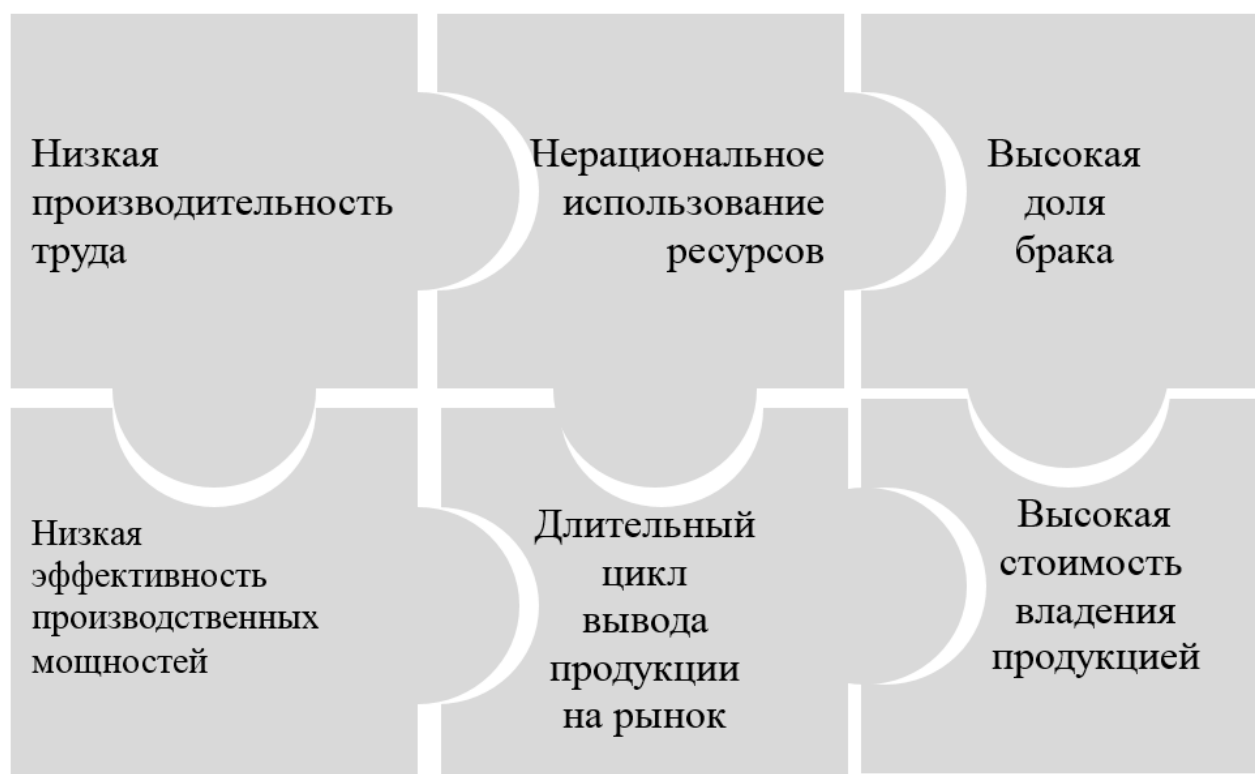 Низкая
производительность
труда
Нерациональное
использование
ресурсов
Высокая
доля
брака
Низкая
эффективность
производственных
мощностей
Длительный
цикл
вывода
продукции
на рынок
Высокая
стоимость
владения
продукцией